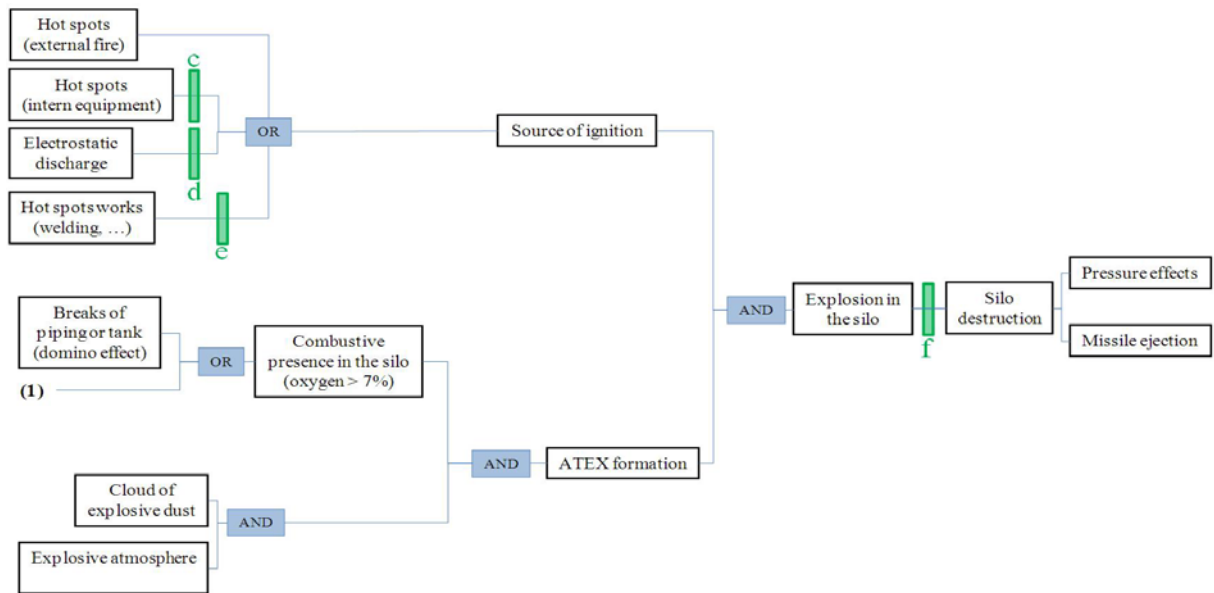 Hot spots
(external fire)
c
Hot spots
(intern equipment)
OR
Source of ignition
Electrostatic
discharge
d
Hot spots works
(welding, ...)
e
Pressure effects
Breaks of
piping or tank
(domino effect)
AND
Explosion in
the silo
f
Silo
destruction
Missile ejection
OR
Combustive
presence in the silo
(oxygen > 7%)
(1)
AND
ATEX formation
Cloud of
explosive dust
AND
Explosive atmosphere